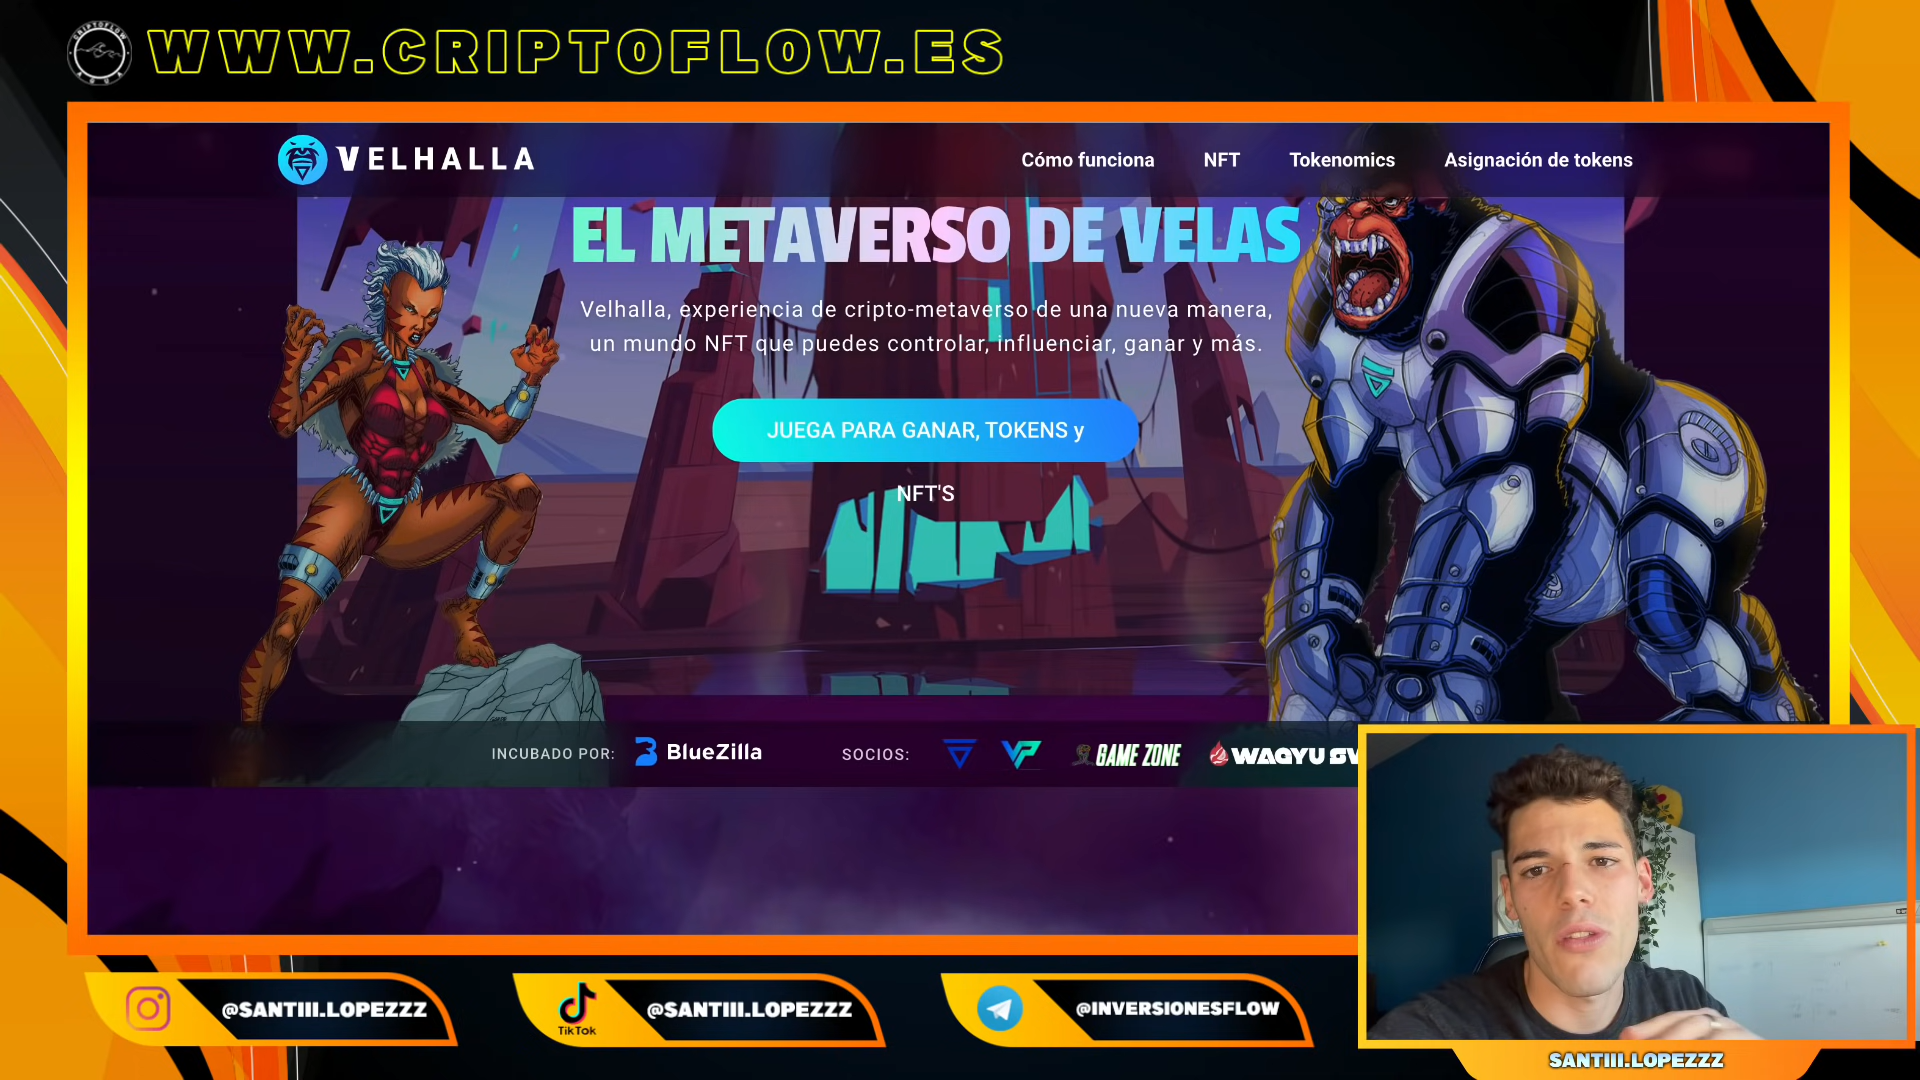 WWW.CRIPTOFLOW.ES
VELHALLA
Cómo funciona
NFT
Tokenomics
Asignación de tokens
EL METAVERSO DE VELAS
Velhalla, experiencia de cripto-metaverso de una nueva manera,
un mundo NFT que puedes controlar, influenciar, ganar y más.
JUEGA PARA GANAR, TOKENS y
NFT'S
INCUBADO POR:
BlueZilla
SOCIOS:
GAME ZONE
WAGYU SW
@SANTIII.LOPEZZZ
TikTok
@SANTIII.LOPEZZZ
@INVERSIONESFLOW
SANTIII.LOPEZZZ